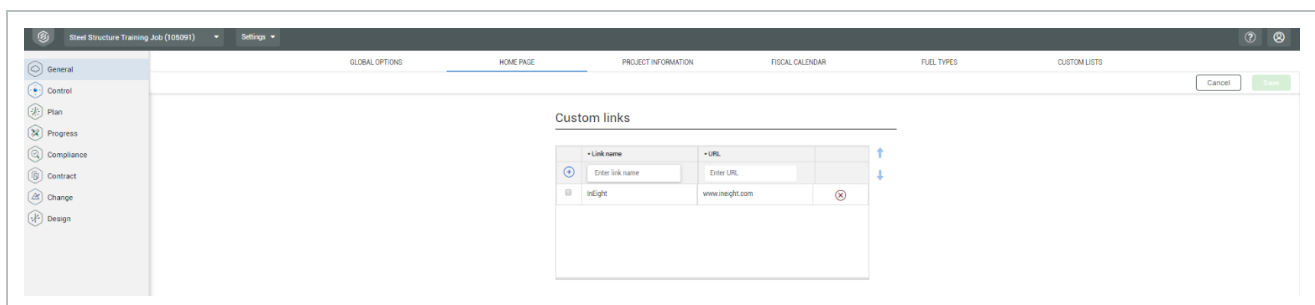 Steel Structure Training Job (105091) Settings
General
GLOBAL OPTIONS HOME PAGE PROJECT INFORMATION FISCAL CALENDAR FUEL TYPES CUSTOM LISTS
Control
Cancel Save
Plan
Progress
Compliance
Contract
Change
Design
Custom links
Link name URL
Enter link name Enter URL
InEight www.ineight.com